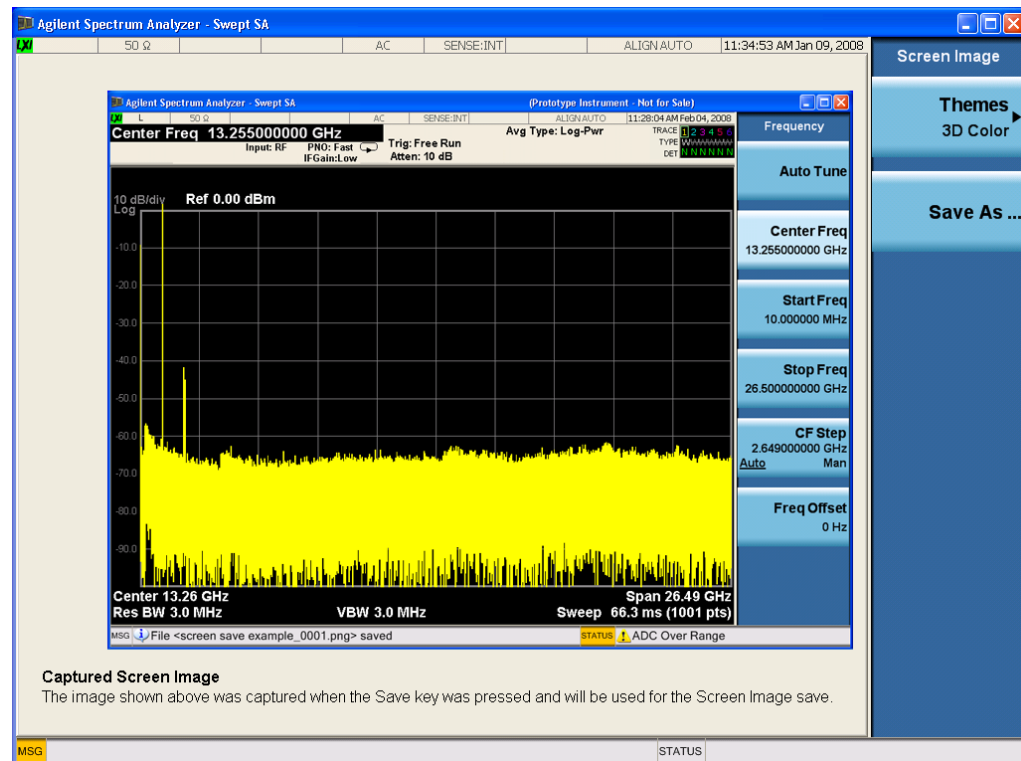 Agilent Spectrum Analyzer - Swept SA
LXI 50 Ω AC SENSE:INT ALIGN AUTO 11:34:53 AM Jan 09, 2008
Screen Image
Themes
3D Color
Save As ...
Agilent Spectrum Analyzer - Swept SA (Prototype Instrument - Not for Sale)
L 50 Ω AC SENSE:INT ALIGN AUTO 11:28:04 AM Feb 04, 2008
Center Freq 13.255000000 GHz
Input: RF PNO: Fast
IFGain:Low
Trig: Free Run
Atten: 10 dB
Avg Type: Log-Pwr
TRACE 1 2 3 4 5 6
TYPE
DET N N N N N N
Frequency
Auto Tune
Center Freq
13.255000000 GHz
Start Freq
10.000000 MHz
Stop Freq
26.500000000 GHz
CF Step
2.649000000 GHz
Auto Man
Freq Offset
0 Hz
10 dB/div Ref 0.00 dBm
Log
-10.0
-20.0
-30.0
-40.0
-50.0
-60.0
-70.0
-80.0
-90.0
Center 13.26 GHz Span 26.49 GHz
Res BW 3.0 MHz VBW 3.0 MHz Sweep 66.3 ms (1001 pts)
MSG File <screen save example_0001.png> saved STATUS ADC Over Range
Captured Screen Image
The image shown above was captured when the Save key was pressed and will be used for the Screen Image save.
MSG STATUS